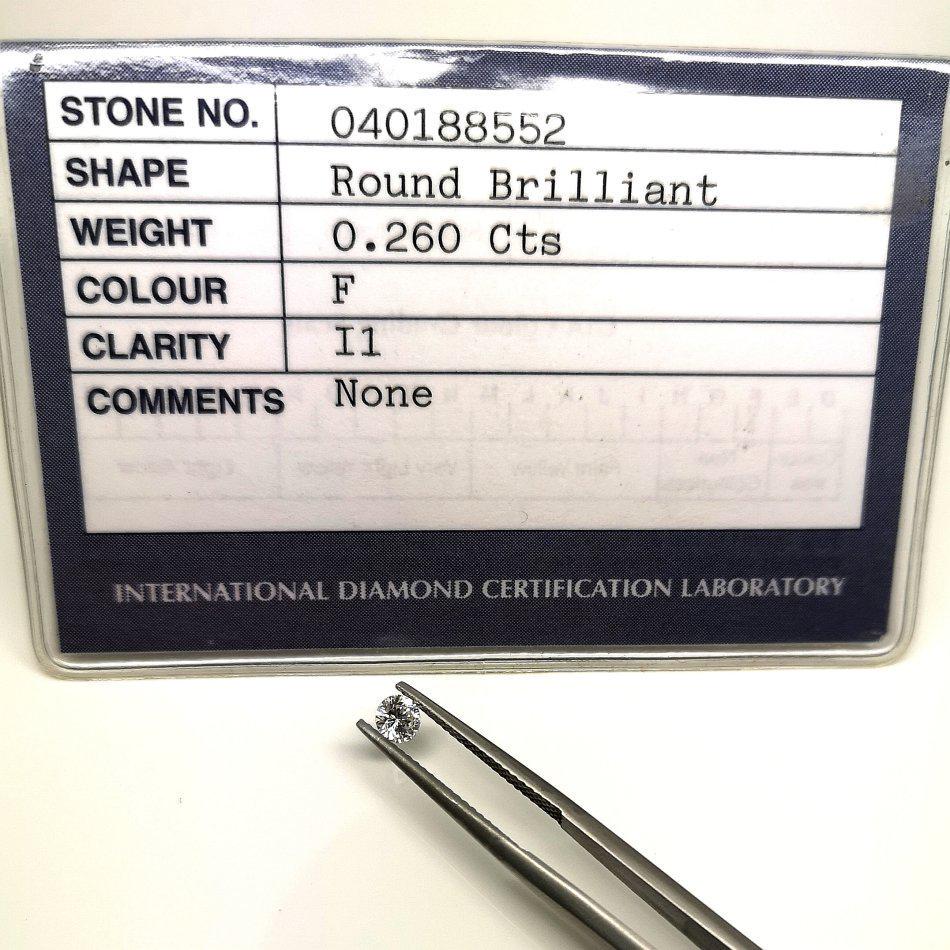 STONE NO. 040188552
SHAPE Round Brilliant
WEIGHT 0.260 Cts
COLOUR F
CLARITY I1
COMMENTS None
INTERNATIONAL DIAMOND CERTIFICATION LABORATORY